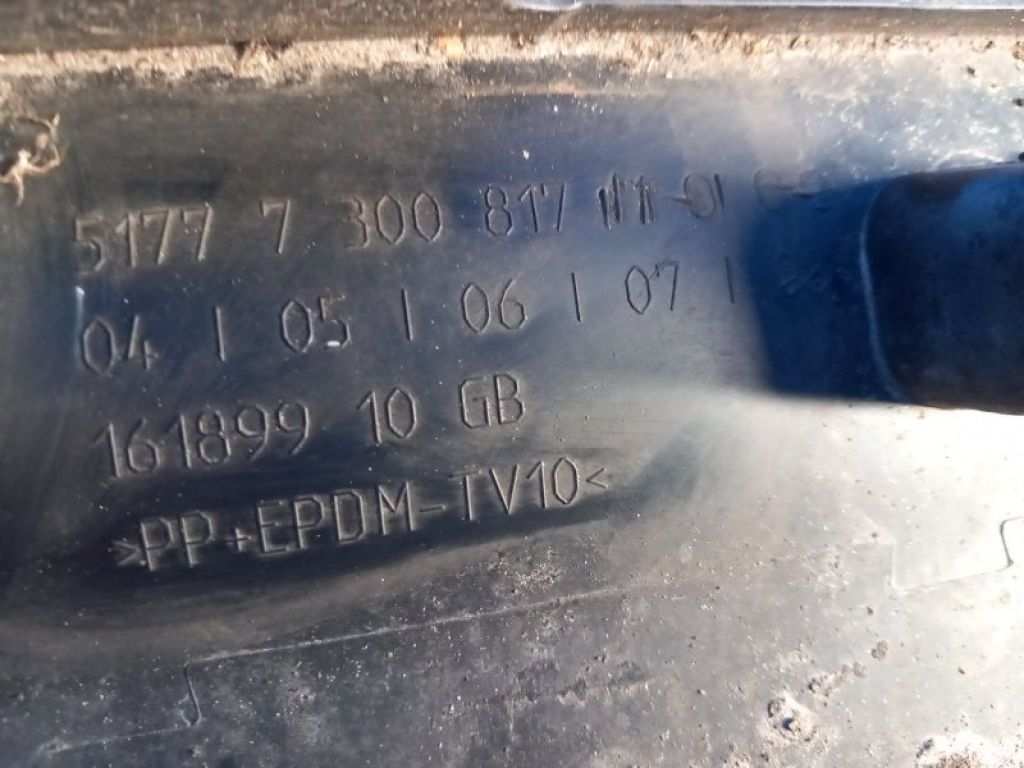 5177 7 300 817
04 | 05 | 06 | 07 |
161899 10 GB
>PP+EPDM-TV10<